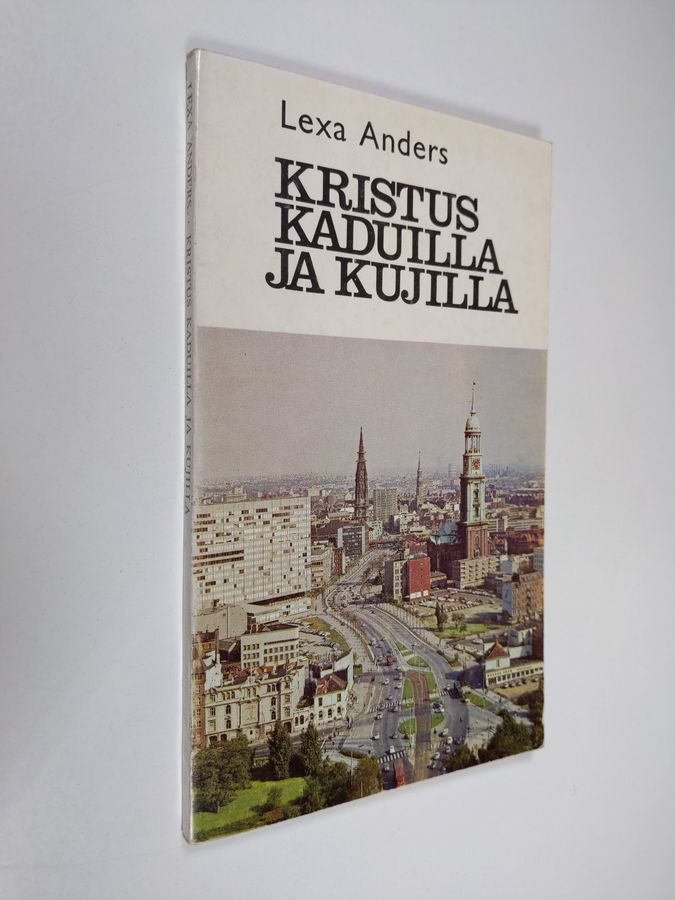 Lexa Anders
KRISTUS
KADUILLA
JA KUJILLA
LEXA ANDERS: KRISTUS KADUILLA JA KUJILLA